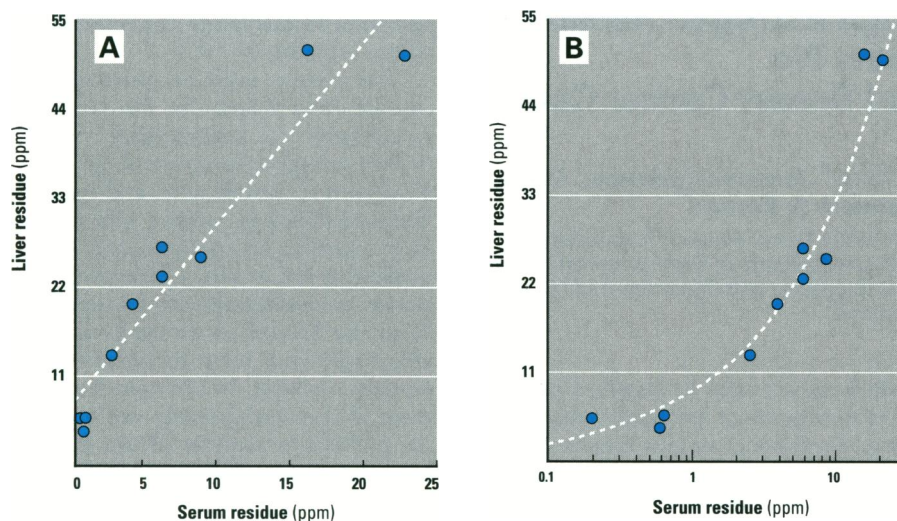 A
55
44
33
22
11
Liver residue (ppm)
0 5 10 15 20 25
Serum residue (ppm)
B
55
44
33
22
11
Liver residue (ppm)
0.1 1 10
Serum residue (ppm)